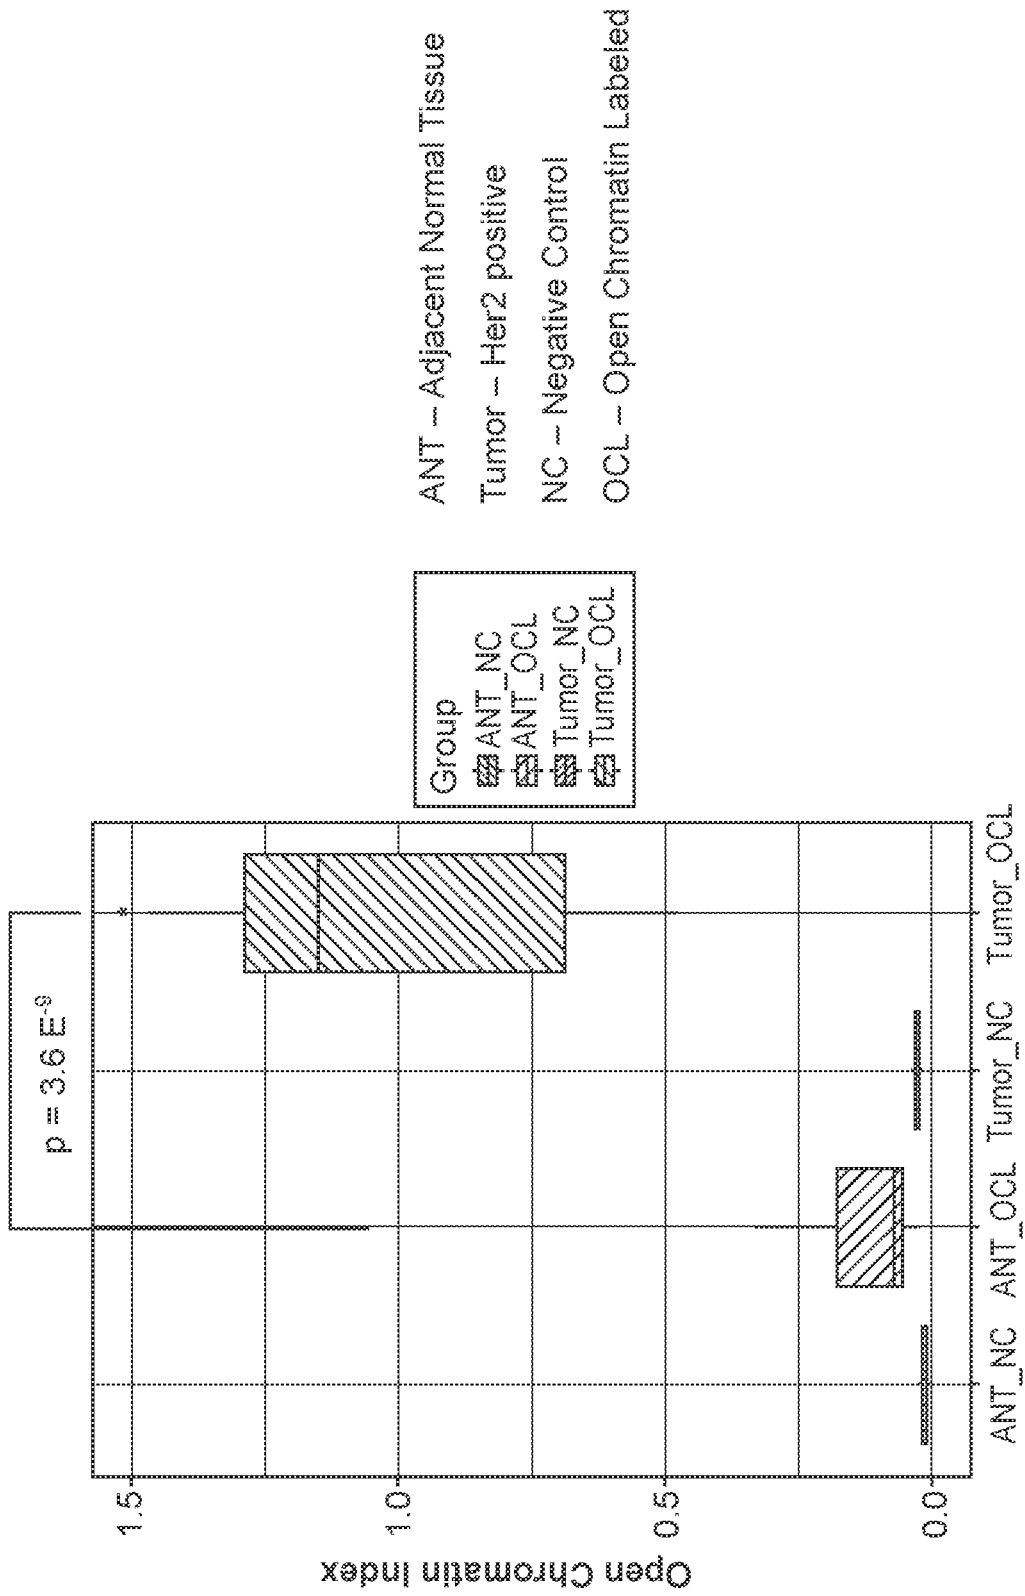 p = 3.6 E-9
Open Chromatin Index
1.5
1.0
0.5
0.0
ANT_NC ANT_OCL Tumor_NC Tumor_OCL
Group
ANT_NC
ANT_OCL
Tumor_NC
Tumor_OCL
ANT – Adjacent Normal Tissue
Tumor – Her2 positive
NC – Negative Control
OCL – Open Chromatin Labeled